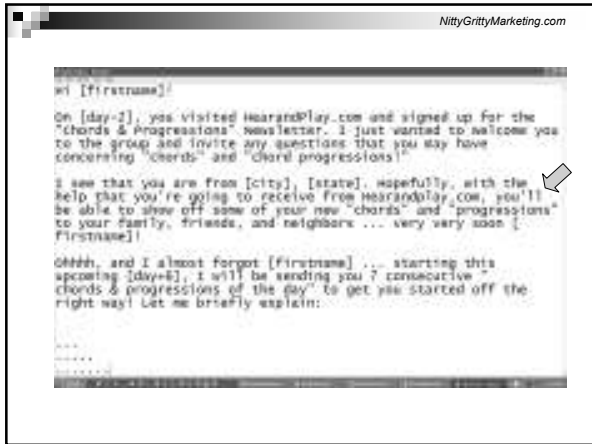 NittyGrittyMarketing.com
Hi [firstname]!
On [day-2], you visited HearandPlay.com and signed up for the
"Chords & Progressions" Newsletter. I just wanted to welcome you
to the group and invite any questions that you may have
concerning "chords" and "chord progressions!"
I see that you are from [city], [state]. Hopefully, with the
help that you're going to receive from Hearandplay.com, you'll
be able to show off some of your new "chords" and "progressions"
to your family, friends, and neighbors ... very very soon [
firstname]!
Ohhhh, and I almost forgot [firstname] ... starting this
upcoming [day+6], I will be sending you 7 consecutive "
chords & progressions of the day" to get you started off the
right way! Let me briefly explain:
...
.....
.......